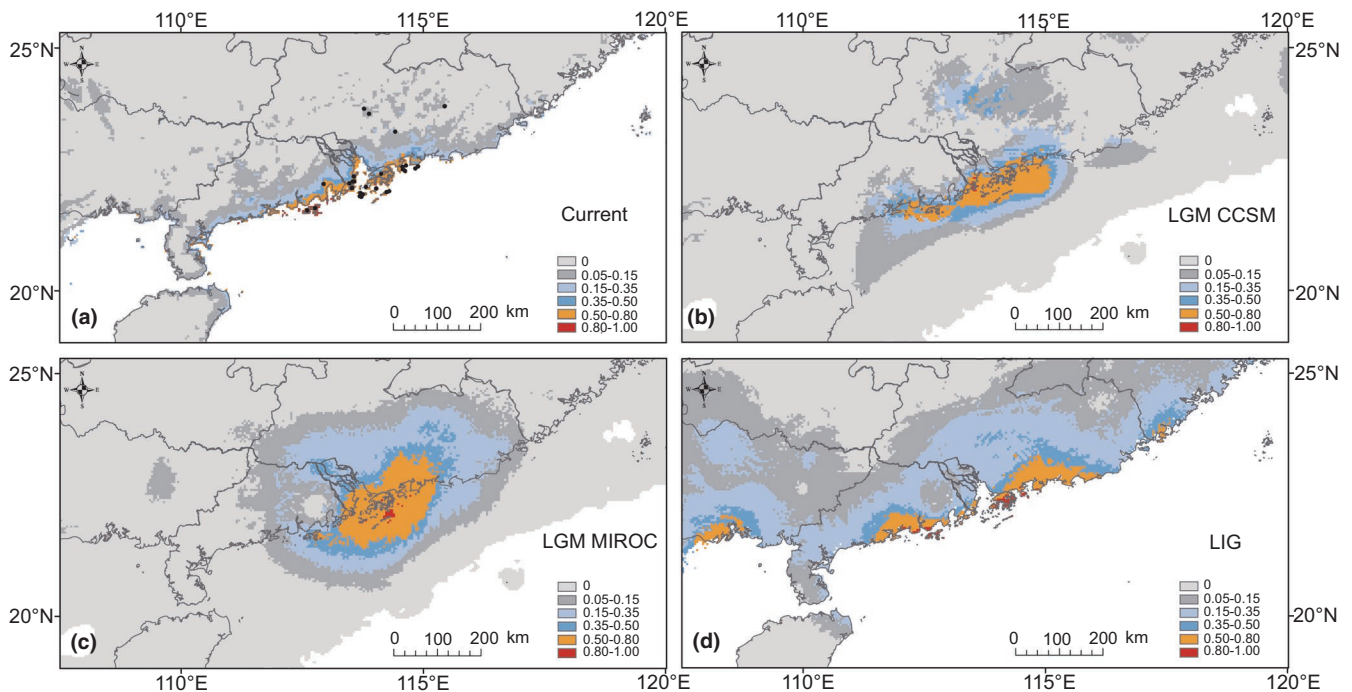 110°E 115°E 120°E 110°E 115°E 120°E
25°N 25°N
N
W E
S
Current
0
0.05-0.15
0.15-0.35
0.35-0.50
0.50-0.80
0.80-1.00
0 100 200 km
20°N
(a)
N
W E
S
LGM CCSM
0
0.05-0.15
0.15-0.35
0.35-0.50
0.50-0.80
0.80-1.00
0 100 200 km
20°N
(b)
25°N 25°N
N
W E
S
LGM MIROC
0
0.05-0.15
0.15-0.35
0.35-0.50
0.50-0.80
0.80-1.00
0 100 200 km
20°N
(c)
N
W E
S
LIG
0
0.05-0.15
0.15-0.35
0.35-0.50
0.50-0.80
0.80-1.00
0 100 200 km
20°N
(d)
110°E 115°E 120°E 110°E 115°E 120°E